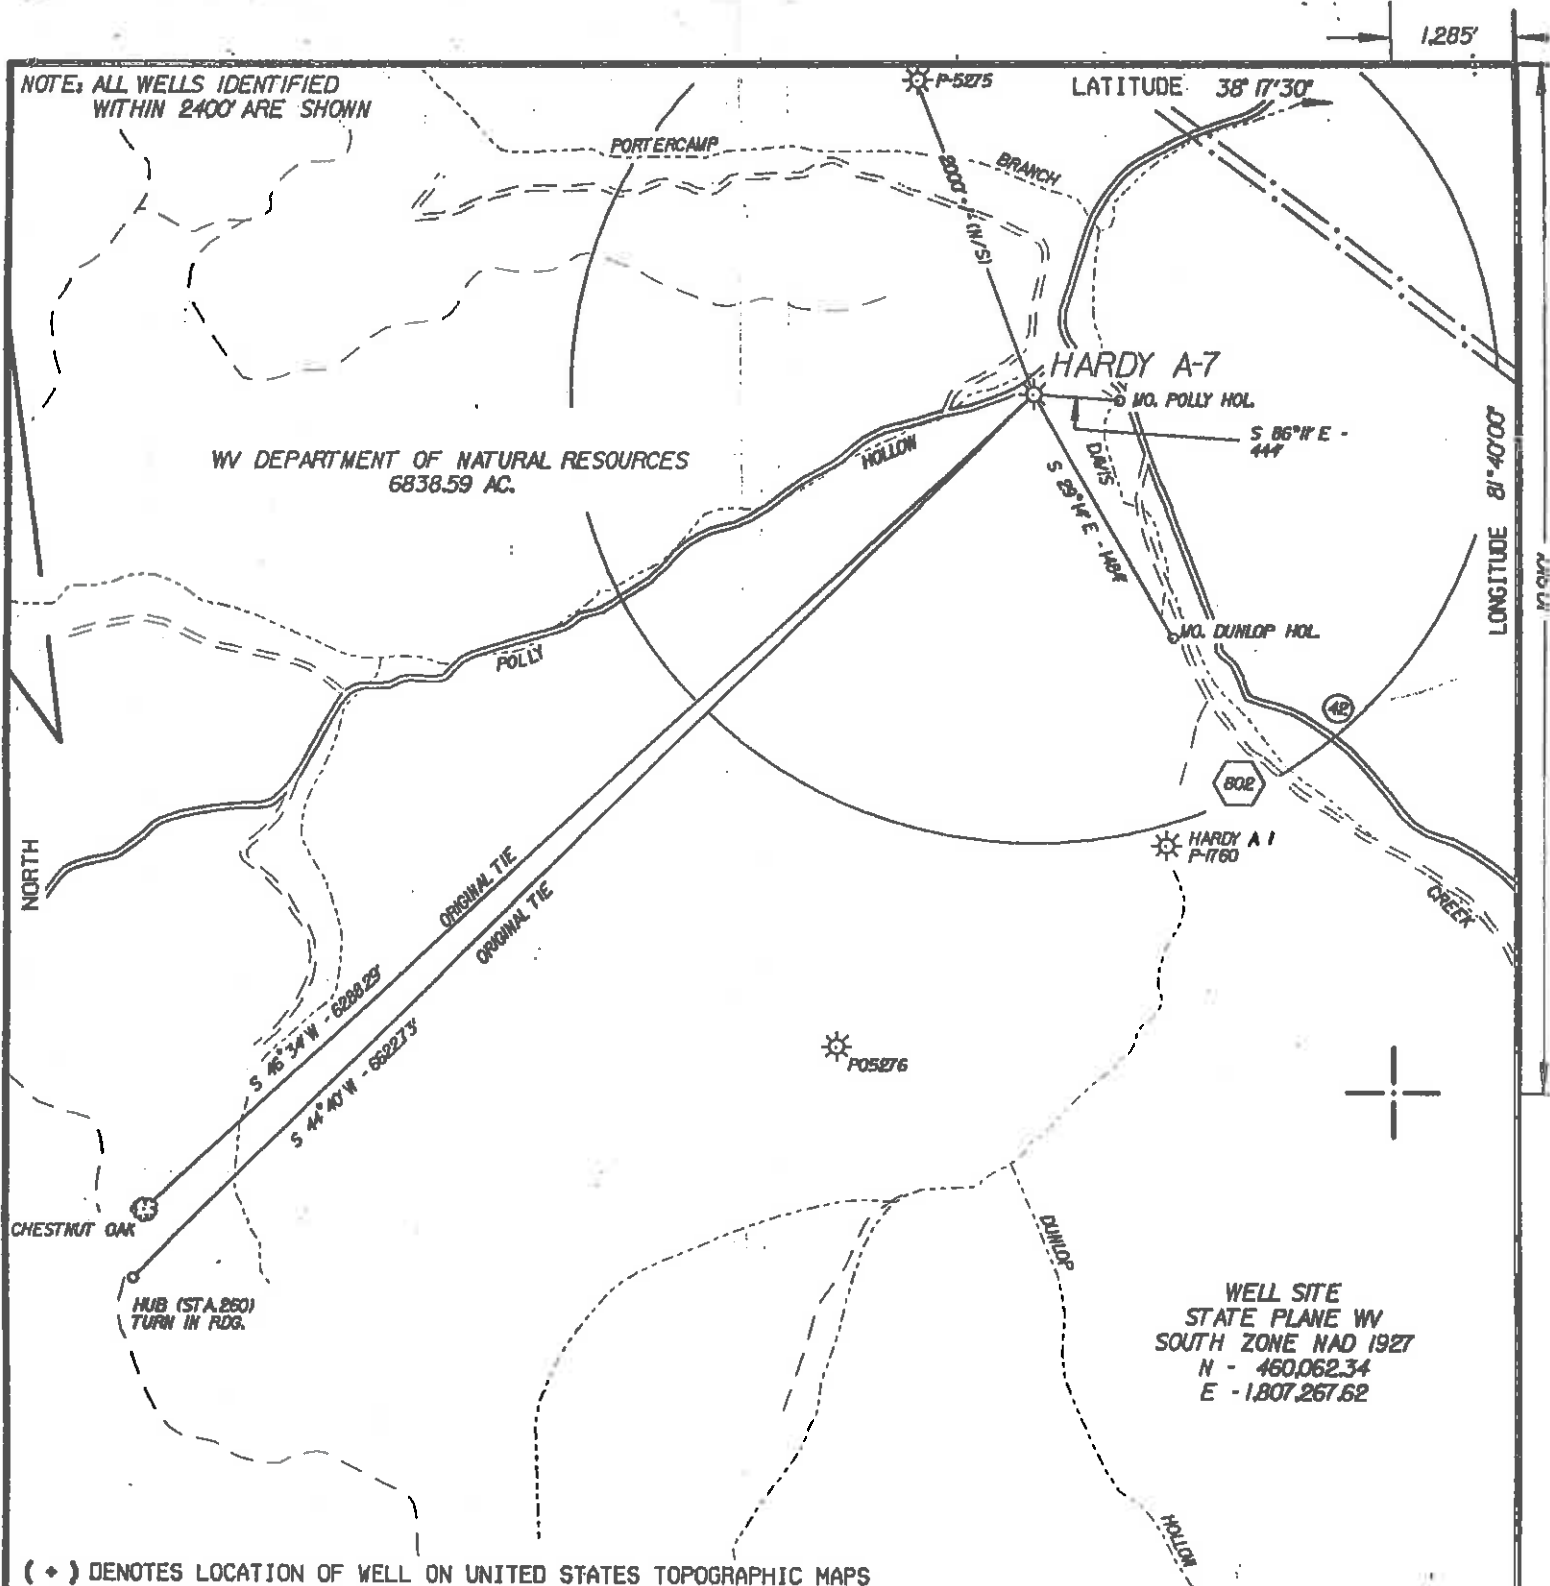 1,285'
NOTE: ALL WELLS IDENTIFIED
WITHIN 2400' ARE SHOWN
P-5275
LATITUDE 38° 17'30"
PORTERCAMP
BRANCH
2000' ± (N/S)
HARDY A-7
MO. POLLY HOL.
S 86°11' E -
444'
WV DEPARTMENT OF NATURAL RESOURCES
6838.59 AC.
HOLLOW
DAVIS
S 29°14' E - 1484'
LONGITUDE 81°40'00"
MO. DUNLOP HOL.
POLLY
42
802
HARDY A 1
P-1760
NORTH
ORIGINAL TIE
ORIGINAL TIE
CREEK
S 46°34' W - 6288.29'
S 44°40' W - 6622.73'
P05276
CHESTNUT OAK
HUB (STA.260)
TURN IN RDG.
DUNLOP
WELL SITE
STATE PLANE WV
SOUTH ZONE NAD 1927
N - 460,062.34
E - 1,807,267.62
HOLLOW
( + ) DENOTES LOCATION OF WELL ON UNITED STATES TOPOGRAPHIC MAPS